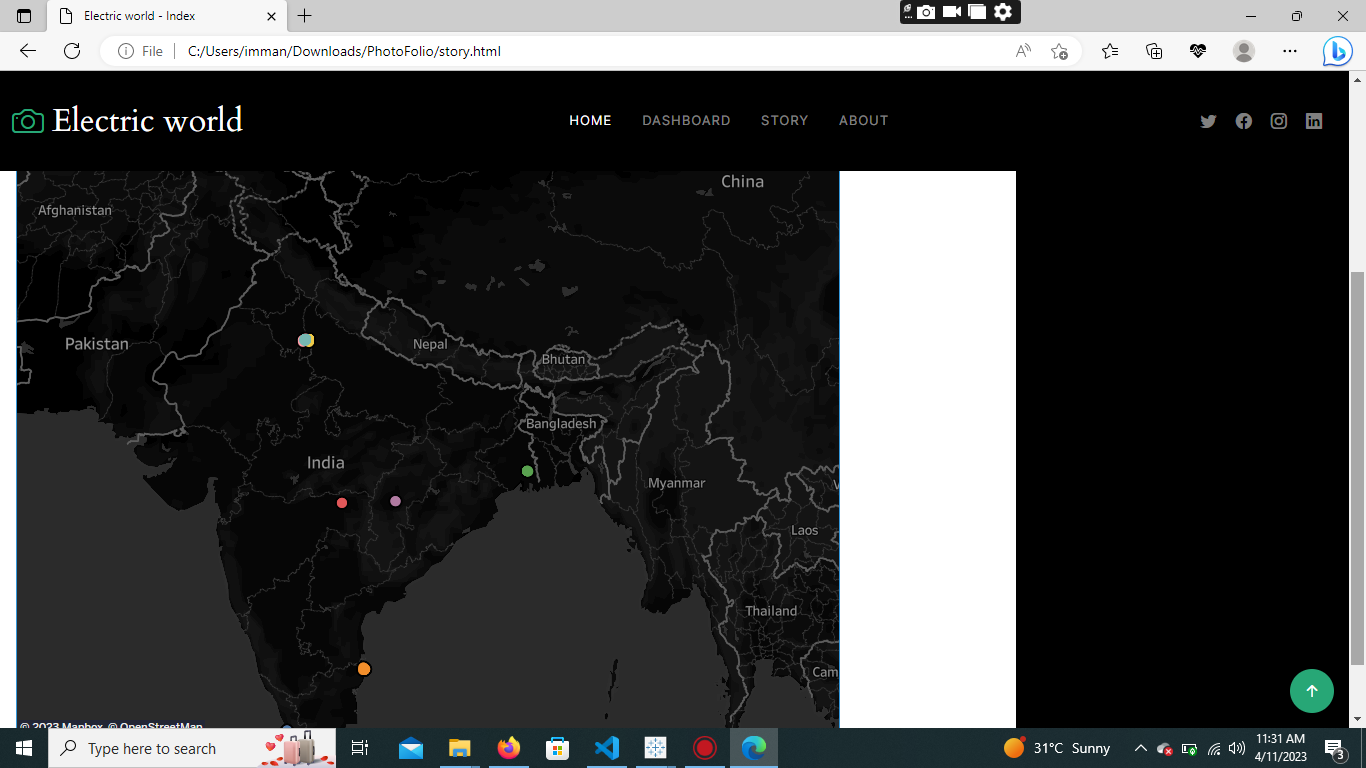 Electric world - Index
File
C:/Users/imman/Downloads/PhotoFolio/story.html
Electric world
HOME
DASHBOARD
STORY
ABOUT
China
Afghanistan
Pakistan
Nepal
Bhutan
Bangladesh
India
Myanmar
Laos
Thailand
Cam
© 2023 Mapbox © OpenStreetMap
Type here to search
31°C Sunny
11:31 AM
4/11/2023
3